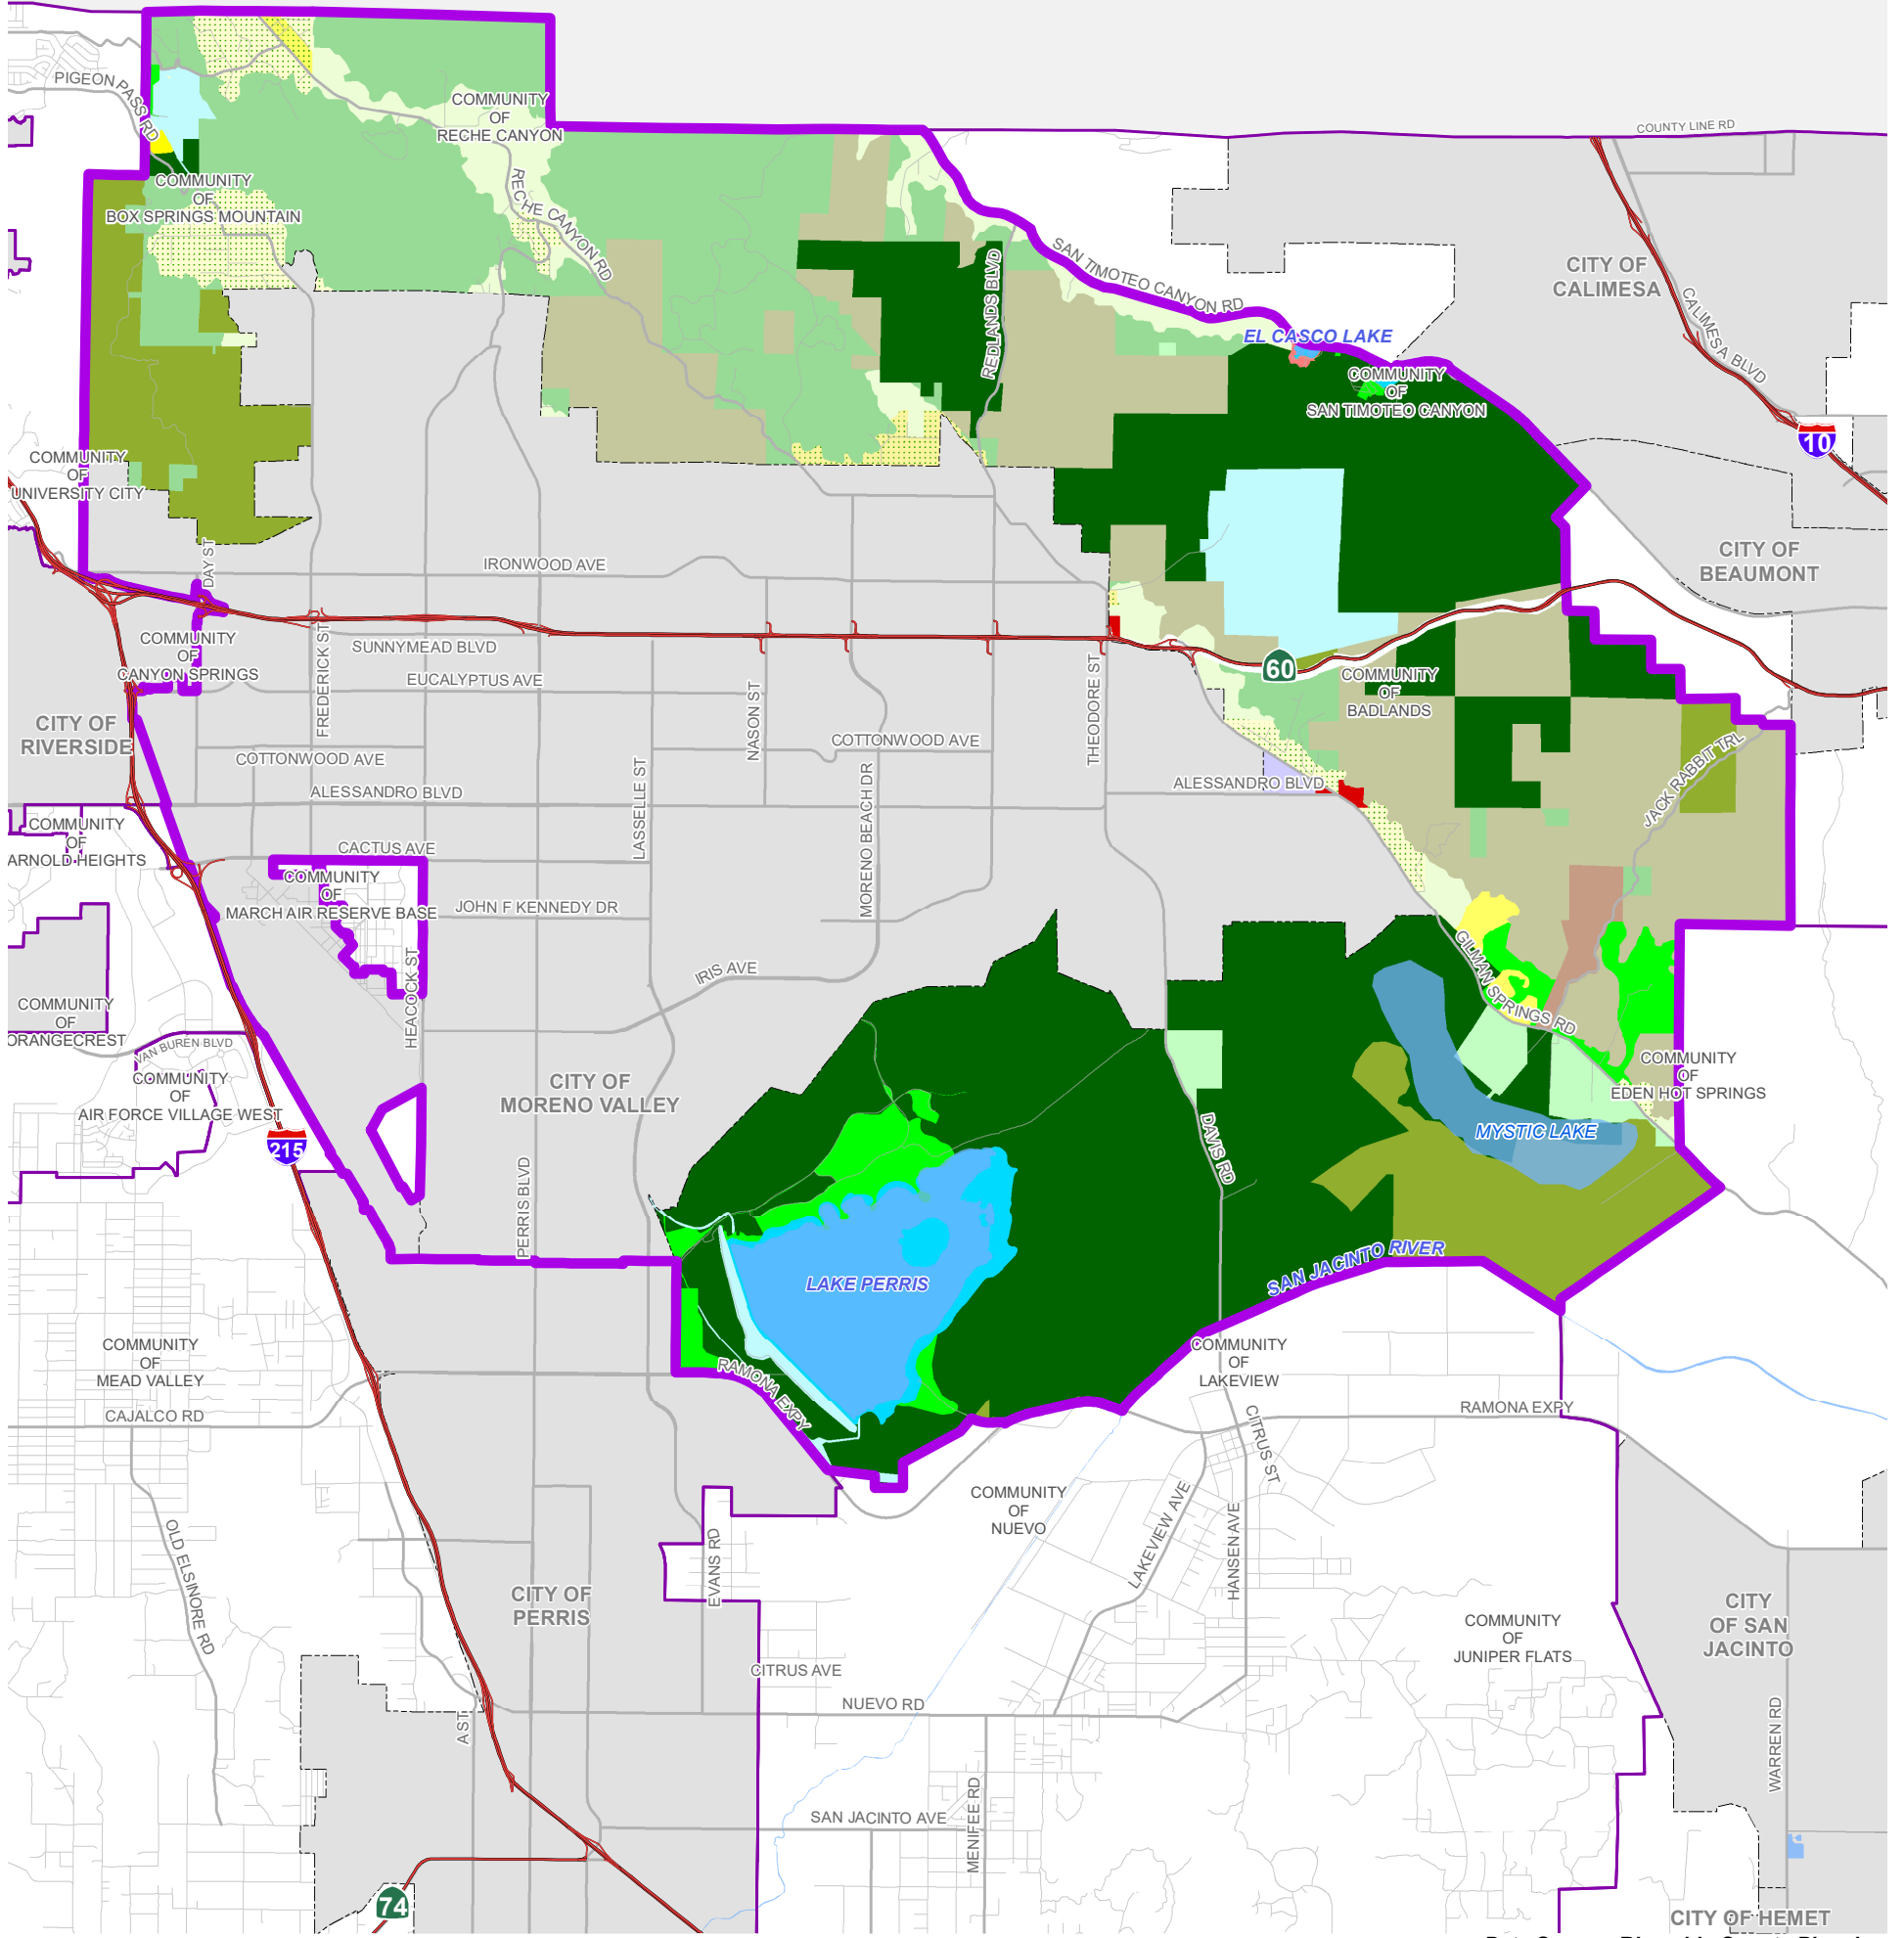 PIGEON PASS RD
COMMUNITY
OF
RECHE CANYON
COUNTY LINE RD
COMMUNITY
OF
BOX SPRINGS MOUNTAIN
RECHE CANYON RD
REDLANDS BLVD
SAN TIMOTEO CANYON RD
CITY OF
CALIMESA
CALIMESA BLVD
EL CASCO LAKE
COMMUNITY
OF
SAN TIMOTEO CANYON
10
COMMUNITY
OF
UNIVERSITY CITY
DAY ST
IRONWOOD AVE
CITY OF
BEAUMONT
COMMUNITY
OF
CANYON SPRINGS
FREDERICK ST
SUNNYMEAD BLVD
EUCALYPTUS AVE
NASON ST
THEODORE ST
60
COMMUNITY
OF
BADLANDS
CITY OF
RIVERSIDE
COTTONWOOD AVE
COTTONWOOD AVE
LASSELLE ST
MORENO BEACH DR
ALESSANDRO BLVD
ALESSANDRO BLVD
JACK RABBIT TRL
COMMUNITY
OF
ARNOLD HEIGHTS
CACTUS AVE
COMMUNITY
OF
MARCH AIR RESERVE BASE
JOHN F KENNEDY DR
HEACOCK ST
IRIS AVE
GILMAN SPRINGS RD
COMMUNITY
OF
ORANGECREST
VAN BUREN BLVD
COMMUNITY
OF
AIR FORCE VILLAGE WEST
215
CITY OF
MORENO VALLEY
COMMUNITY
OF
EDEN HOT SPRINGS
MYSTIC LAKE
DAVIS RD
PERRIS BLVD
LAKE PERRIS
SAN JACINTO RIVER
COMMUNITY
OF
MEAD VALLEY
CAJALCO RD
RAMONA EXPY
COMMUNITY
OF
LAKEVIEW
CITRUS ST
RAMONA EXPY
OLD ELSINORE RD
COMMUNITY
OF
NUEVO
LAKEVIEW AVE
HANSEN AVE
EVANS RD
CITY OF
PERRIS
COMMUNITY
OF
JUNIPER FLATS
CITY
OF SAN
JACINTO
CITRUS AVE
NUEVO RD
A ST
WARREN RD
MENIFEE RD
SAN JACINTO AVE
74
CITY OF HEMET